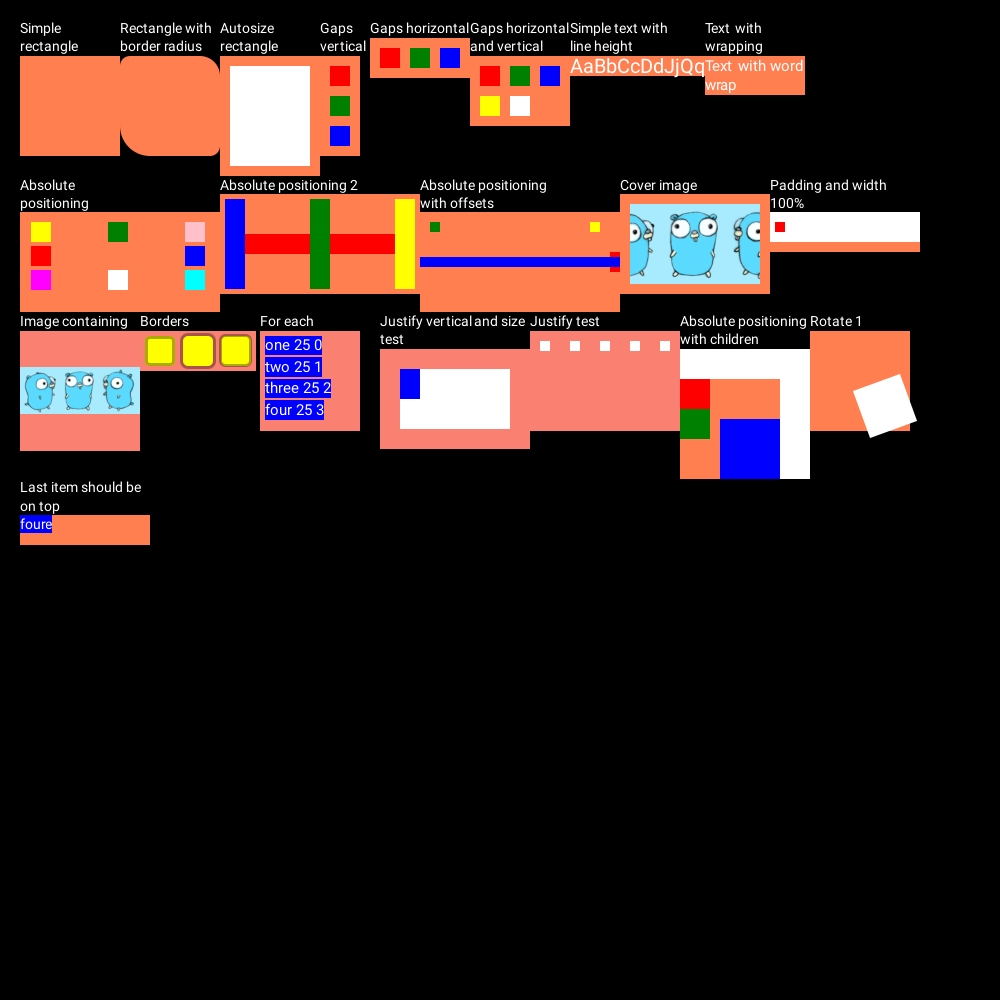 Simple
rectangle
Rectangle with
border radius
Autosize
rectangle
Gaps
vertical
Gaps horizontal
Gaps horizontal
and vertical
Simple text with
line height
AaBbCcDdJjQq
Text with
wrapping
Text with word
wrap
Absolute
positioning
Absolute positioning 2
Absolute positioning
with offsets
Cover image
Padding and width
100%
Image containing
Borders
For each
one 25 0
two 25 1
three 25 2
four 25 3
Justify vertical and size
test
Justify test
Absolute positioning
with children
Rotate 1
Last item should be
on top
foure